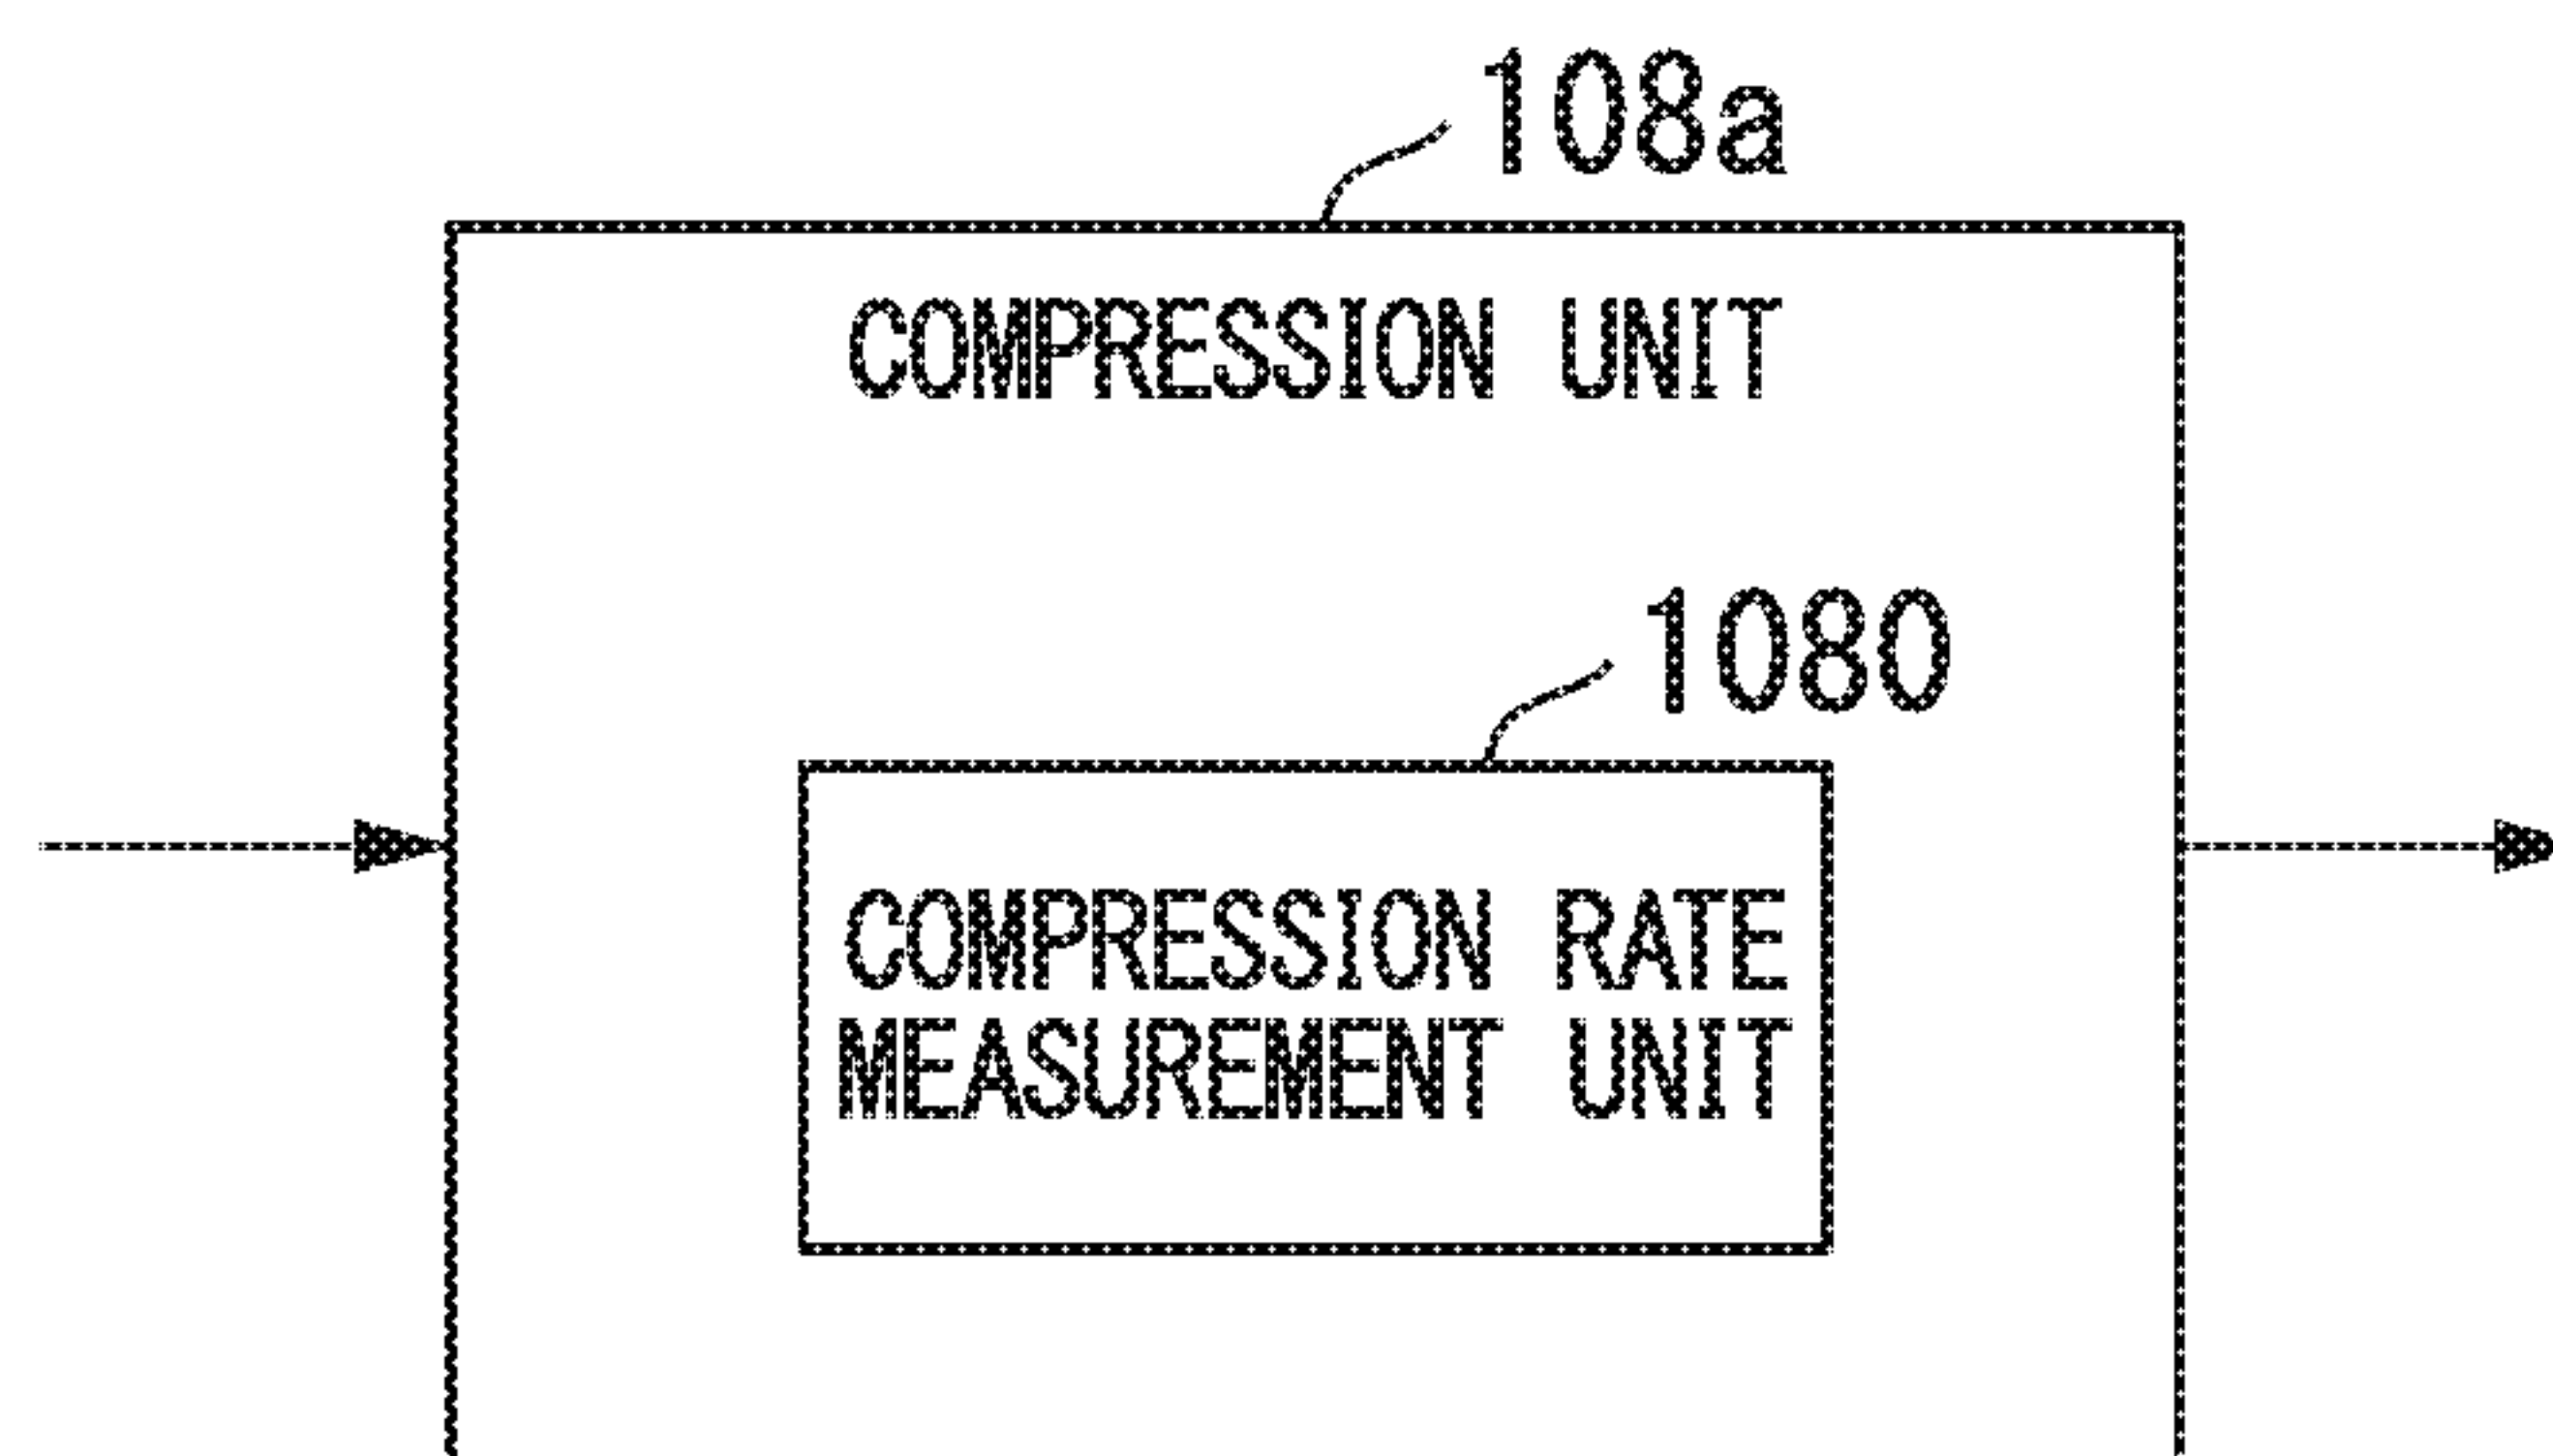 108a
COMPRESSION UNIT
1080
COMPRESSION RATE
MEASUREMENT UNIT